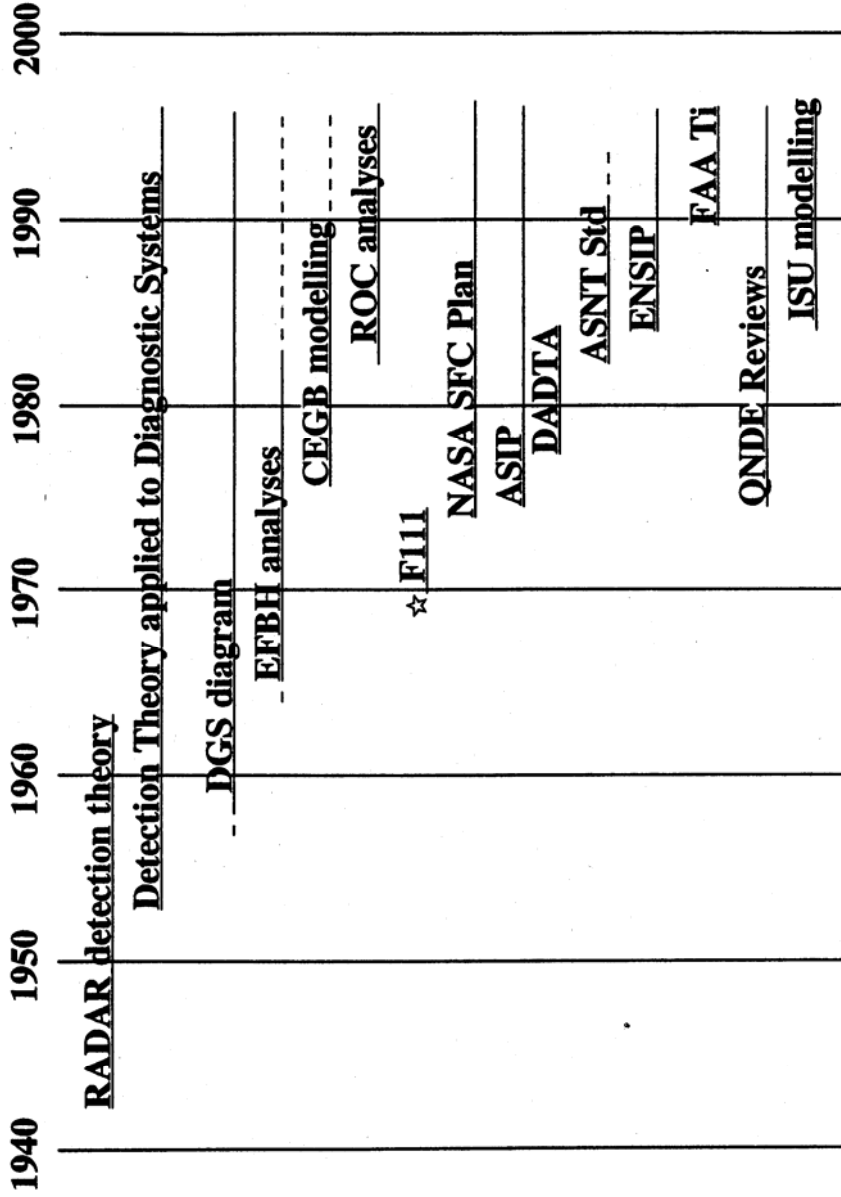 1940 1950 1960 1970 1980 1990 2000
RADAR detection theory
Detection Theory applied to Diagnostic Systems
DGS diagram
EFBH analyses
CEGB modelling
ROC analyses
☆ F111
NASA SFC Plan
ASIP
DADTA
ASNT Std
ENSIP
FAA Ti
QNDE Reviews
ISU modelling